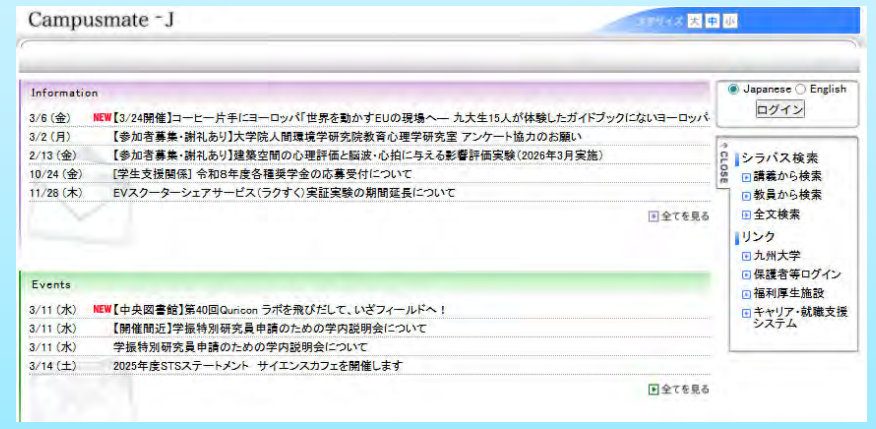 Campusmate-J
文字サイズ 大 中 小
Information
3/6 (金) NEW 【3/24開催】コーヒー片手にヨーロッパ「世界を動かすEUの現場へ― 九大生15人が体験したガイドブックにないヨーロッパ
3/2 (月) 【参加者募集・謝礼あり】大学院人間環境学研究院教育心理学研究室 アンケート協力のお願い
2/13 (金) 【参加者募集・謝礼あり】建築空間の心理評価と脳波・心拍に与える影響評価実験(2026年3月実施)
10/24 (金) [学生支援関係] 令和8年度各種奨学金の応募受付について
11/28 (木) EVスクーターシェアサービス(ラクすく)実証実験の期間延長について
全てを見る
Events
3/11 (水) NEW 【中央図書館】第40回Quricon ラボを飛びだして、いざフィールドへ！
3/11 (水) 【開催間近】学振特別研究員申請のための学内説明会について
3/11 (水) 学振特別研究員申請のための学内説明会について
3/14 (土) 2025年度STSステートメント サイエンスカフェを開催します
全てを見る
Japanese English
ログイン
CLOSE
シラバス検索
講義から検索
教員から検索
全文検索
リンク
九州大学
保護者等ログイン
福利厚生施設
キャリア・就職支援
システム